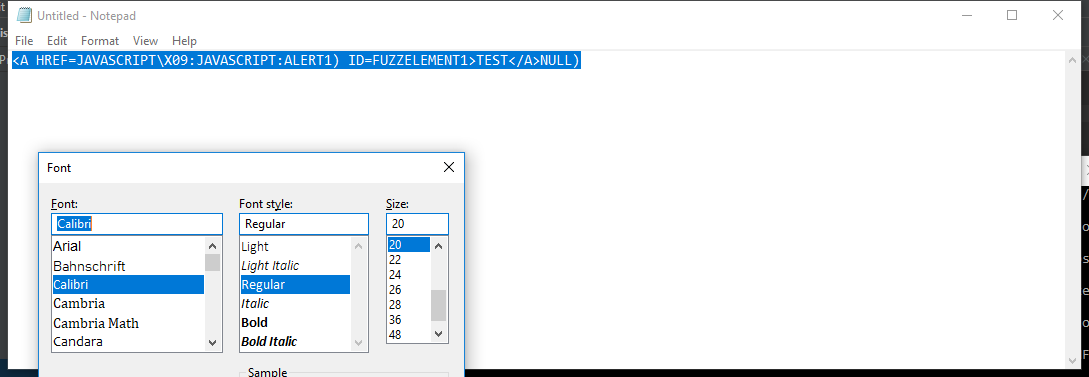 Untitled - Notepad
File Edit Format View Help
<A HREF=JAVASCRIPT\X09:JAVASCRIPT:ALERT1) ID=FUZZELEMENT1>TEST</A>NULL)
Font
Font: Font style: Size:
Calibri Regular 20
Arial Light 20
Bahnschrift Light Italic 22
Calibri Regular 24
Cambria Italic 26
Cambria Math Bold 28
Candara Bold Italic 36
48
Sample